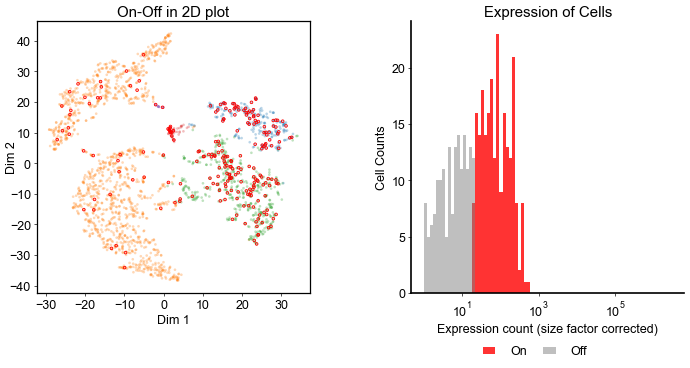 On-Off in 2D plot
Expression of Cells
40
30
20
10
0
−10
−20
−30
−40
Dim 2
−30 −20 −10 0 10 20 30
Dim 1
20
15
10
5
0
Cell Counts
10^1 10^3 10^5
Expression count (size factor corrected)
On Off